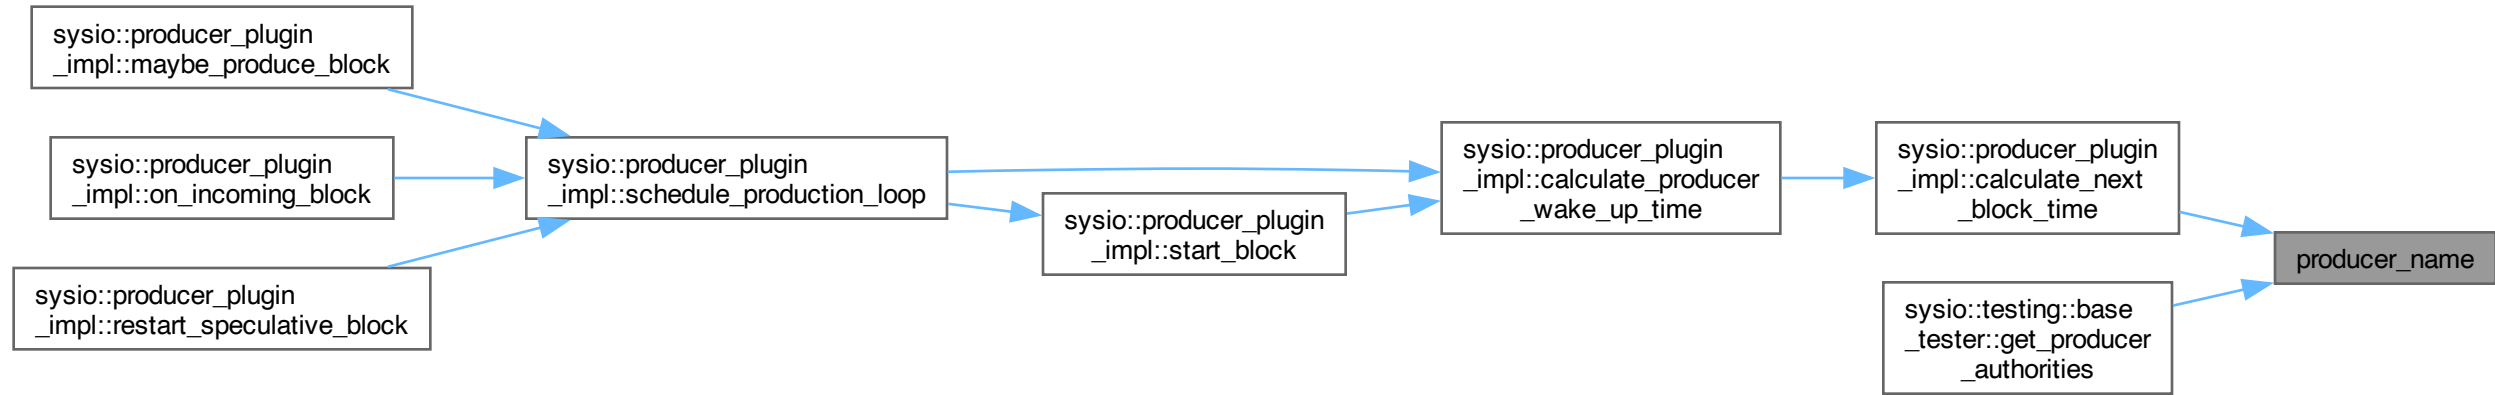 sysio::producer_plugin
_impl::maybe_produce_block
sysio::producer_plugin
_impl::on_incoming_block
sysio::producer_plugin
_impl::restart_speculative_block
sysio::producer_plugin
_impl::schedule_production_loop
sysio::producer_plugin
_impl::start_block
sysio::producer_plugin
_impl::calculate_producer
_wake_up_time
sysio::producer_plugin
_impl::calculate_next
_block_time
sysio::testing::base
_tester::get_producer
_authorities
producer_name